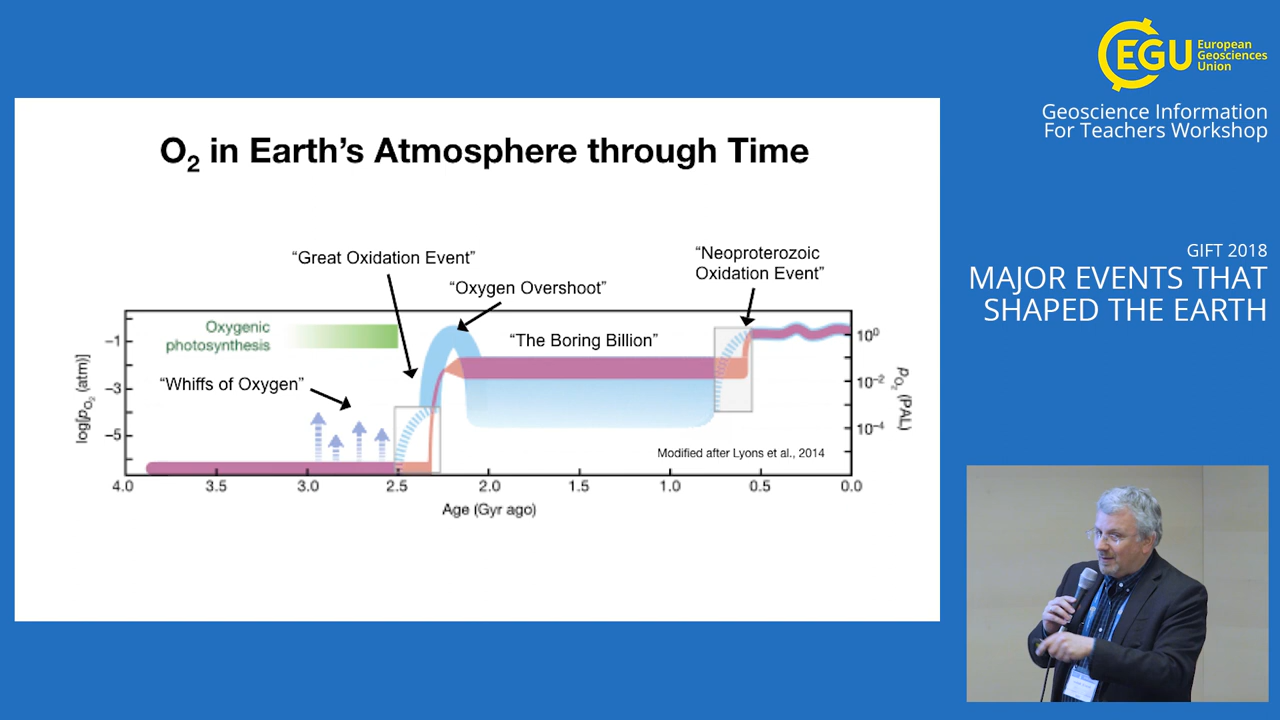 EGU
European
Geosciences
Union
Geoscience Information
For Teachers Workshop
GIFT 2018
MAJOR EVENTS THAT
SHAPED THE EARTH
O₂ in Earth’s Atmosphere through Time
“Great Oxidation Event”
“Oxygen Overshoot”
“Neoproterozoic
Oxidation Event”
Oxygenic
photosynthesis
“The Boring Billion”
“Whiffs of Oxygen”
log[pO₂ (atm)]
−1
−3
−5
10⁰
10⁻²
10⁻⁴
pO₂ (PAL)
Modified after Lyons et al., 2014
4.0 3.5 3.0 2.5 2.0 1.5 1.0 0.5 0.0
Age (Gyr ago)